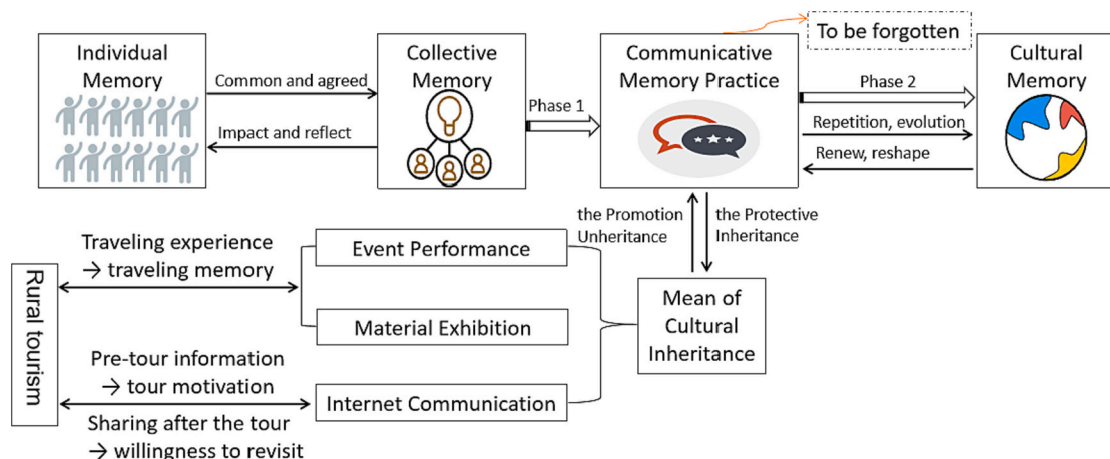 To be forgotten
Individual
Memory
Common and agreed
Impact and reflect
Collective
Memory
Phase 1
Communicative
Memory Practice
Phase 2
Repetition, evolution
Renew, reshape
Cultural
Memory
the Promotion
Unheritance
the Protective
Inheritance
Rural tourism
Traveling experience
→ traveling memory
Event Performance
Material Exhibition
Mean of
Cultural
Inheritance
Pre-tour information
→ tour motivation
Internet Communication
Sharing after the tour
→ willingness to revisit